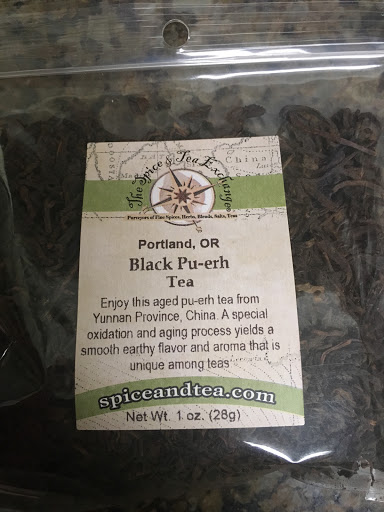 The Spice & Tea Exchange
China
Purveyors of Fine Spices, Herbs, Blends, Salts, Teas
Portland, OR
Black Pu-erh
Tea
Enjoy this aged pu-erh tea from
Yunnan Province, China. A special
oxidation and aging process yields a
smooth earthy flavor and aroma that is
unique among teas
spiceandtea.com
Net Wt. 1 oz. (28g)